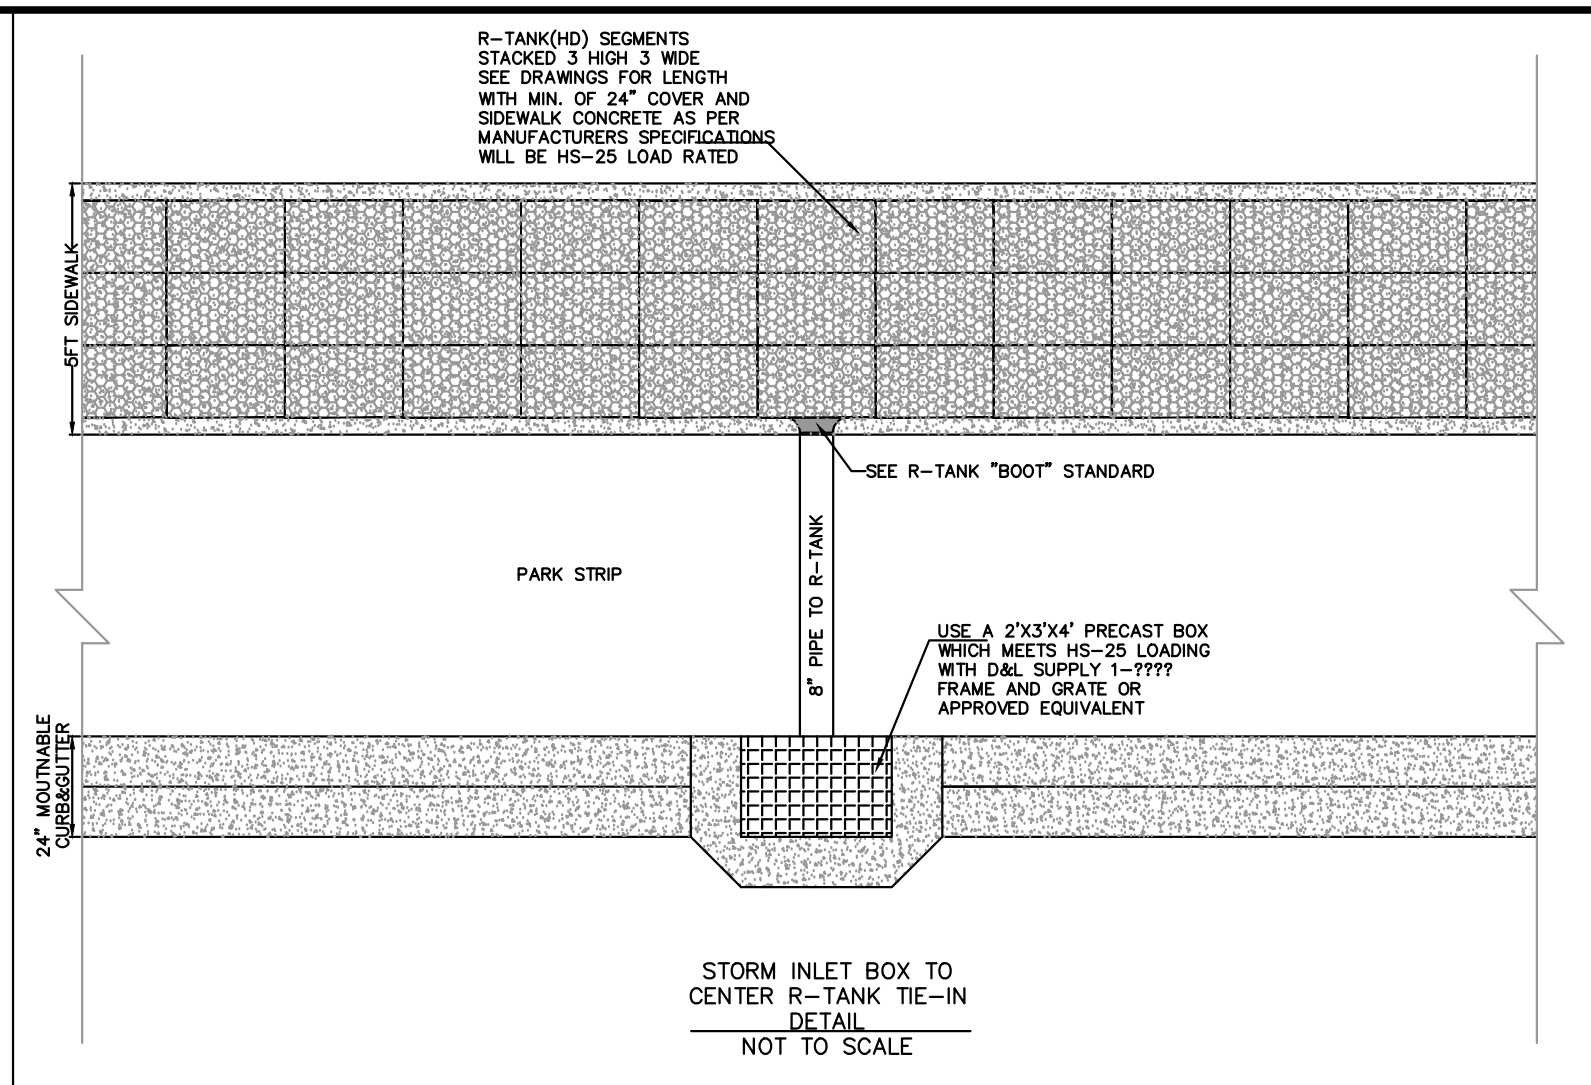 R-TANK(HD) SEGMENTS
STACKED 3 HIGH 3 WIDE
SEE DRAWINGS FOR LENGTH
WITH MIN. OF 24" COVER AND
SIDEWALK CONCRETE AS PER
MANUFACTURERS SPECIFICATIONS
WILL BE HS-25 LOAD RATED
5FT SIDEWALK
SEE R-TANK "BOOT" STANDARD
8" PIPE TO R-TANK
PARK STRIP
USE A 2'X3'X4' PRECAST BOX
WHICH MEETS HS-25 LOADING
WITH D&L SUPPLY 1-????
FRAME AND GRATE OR
APPROVED EQUIVALENT
24" MOUTNABLE
CURB&GUTTER
STORM INLET BOX TO
CENTER R-TANK TIE-IN
DETAIL
NOT TO SCALE